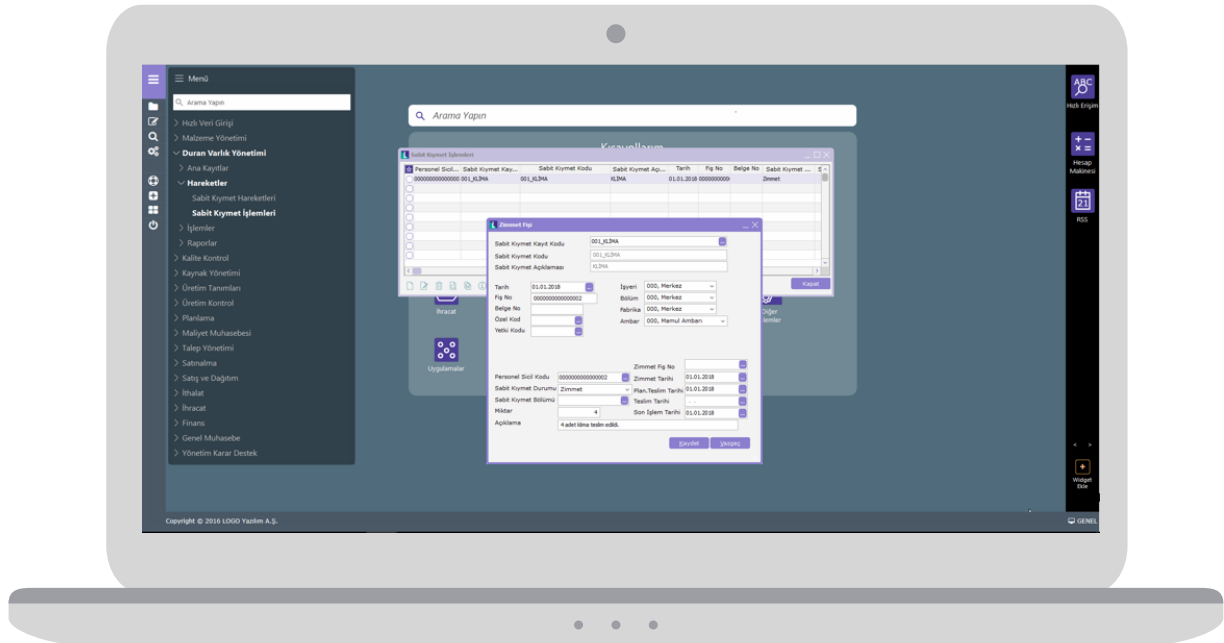 Menü
Arama Yapın
Hızlı Veri Girişi
Malzeme Yönetimi
Duran Varlık Yönetimi
Ana Kayıtlar
Hareketler
Sabit Kıymet Hareketleri
Sabit Kıymet İşlemleri
İşlemler
Raporlar
Kalite Kontrol
Kaynak Yönetimi
Üretim Tanımları
Üretim Kontrol
Planlama
Maliyet Muhasebesi
Talep Yönetimi
Satınalma
Satış ve Dağıtım
İthalat
İhracat
Finans
Genel Muhasebe
Yönetim Karar Destek
Arama Yapın
Sabit Kıymet İşlemleri
Personel Sicil... Sabit Kıymet Kay... Sabit Kıymet Kodu Sabit Kıymet Aç... Tarih Fiş No Belge No Sabit Kıymet ...
001_KLİMA 001_KLİMA KLİMA 01.01.2018 Zimmet
Kapat
Zimmet Fişi
Sabit Kıymet Kayıt Kodu 001_KLİMA
Sabit Kıymet Kodu 001_KLİMA
Sabit Kıymet Açıklaması KLİMA
Tarih 01.01.2018 İşyeri 000, Merkez
Fiş No 0000000000000002 Bölüm 000, Merkez
Belge No Fabrika 000, Merkez
Özel Kod Ambar 000, Mamul Ambarı
Yetki Kodu
Zimmet Fiş No
Personel Sicil Kodu 0000000000000002 Zimmet Tarihi 01.01.2018
Sabit Kıymet Durumu Zimmet Plan.Teslim Tarihi 01.01.2018
Sabit Kıymet Bölümü Teslim Tarihi . .
Miktar 4 Son İşlem Tarihi 01.01.2018
Açıklama 4 adet klima teslim edildi.
Kaydet Vazgeç
İhracat
Diğer
Uygulamalar
ABC
Hızlı Erişim
Hesap
Makinesi
21
RSS
Widget
Ekle
Copyright © 2016 LOGO Yazılım A.Ş.
GENEL